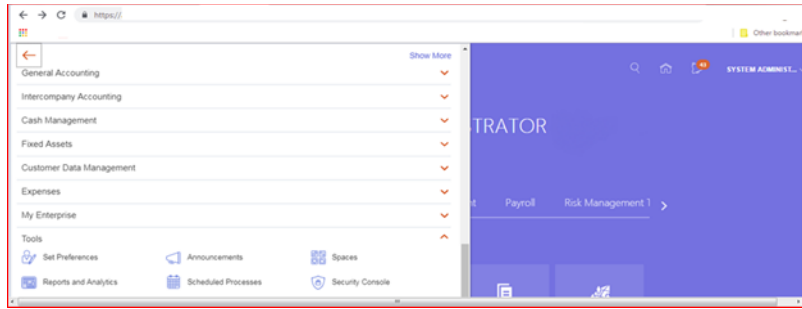 https://
Other bookmar
Show More
General Accounting
Intercompany Accounting
Cash Management
Fixed Assets
Customer Data Management
Expenses
My Enterprise
Tools
Set Preferences Announcements Spaces
Reports and Analytics Scheduled Processes Security Console
SYSTEM ADMINIST...
STRATOR
nt Payroll Risk Management T